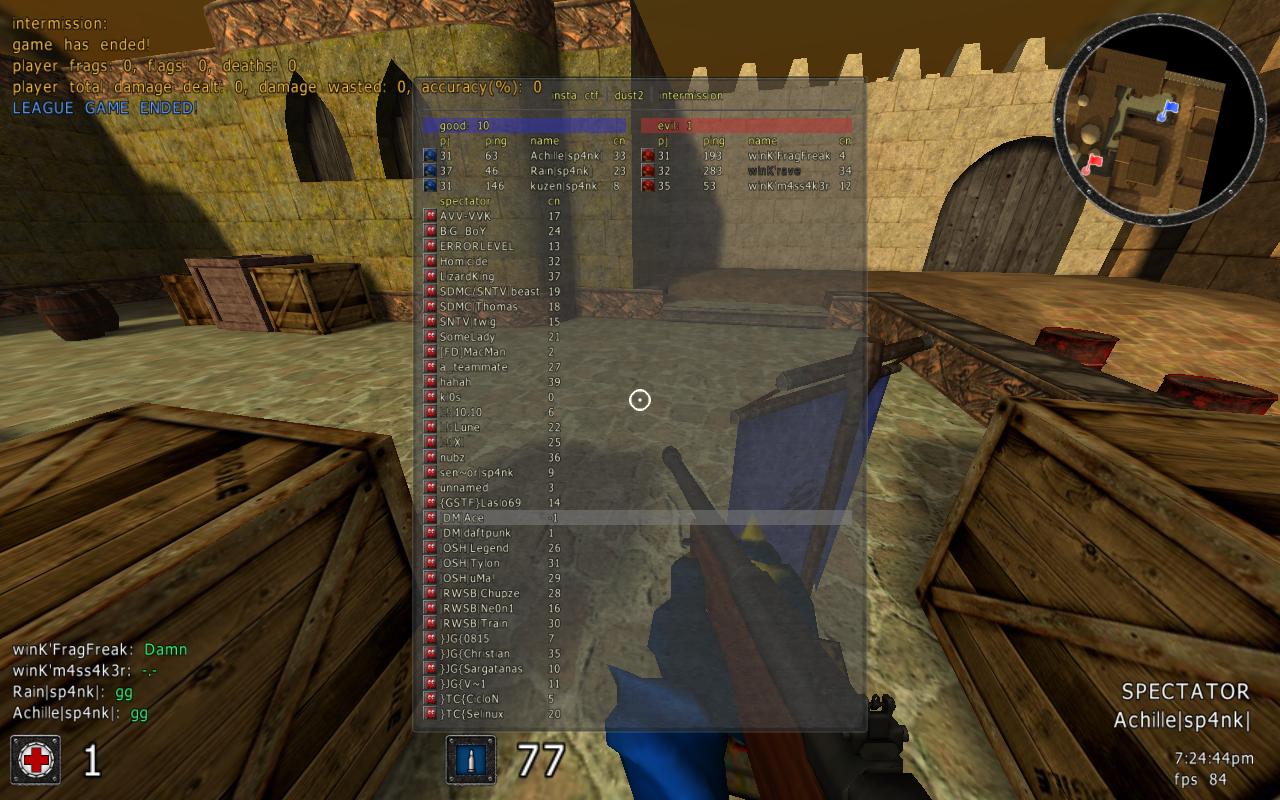 intermission:
game has ended!
player frags: 0, flags: 0, deaths: 0
player total damage dealt: 0, damage wasted: 0, accuracy(%): 0
LEAGUE GAME ENDED!
insta ctf dust2 intermission
good: 10
pj ping name cn
31 63 Achille|sp4nk| 33
37 46 Rain|sp4nk| 23
31 146 kuzen|sp4nk 8
evil: 1
pj ping name cn
31 193 winK'FragFreak 4
32 283 winK'rave 34
35 53 winK'm4ss4k3r 12
spectator cn
AVV-VVK 17
B.G._BoY 24
ERRORLEVEL 13
Homicide 32
LizardKing 37
SDMC/SNTV|beast 19
SDMC|Thomas 18
SNTV|twig 15
SomeLady 21
[FD]MacMan 2
a_teammate 27
hahah 39
k!0s 0
10.10 6
Lune 22
X| 25
nubz 36
sen~or|sp4nk 9
unnamed 3
{GSTF}Laslo69 14
|DM|Ace -1
|DM|daftpunk 1
|OSH|Legend 26
|OSH|Tylon 31
|OSH|uMa! 29
|RWSB|Chupze 28
|RWSB|Ne0n1 16
|RWSB|Train 30
}JG{0815 7
}JG{Christian 35
}JG{Sargatanas 10
}JG{V~1 11
}TC{CicloN 5
}TC{Selinux 20
winK'FragFreak: Damn
winK'm4ss4k3r: -.-
Rain|sp4nk|: gg
Achille|sp4nk|: gg
1
77
SPECTATOR
Achille|sp4nk|
7:24:44pm
fps 84